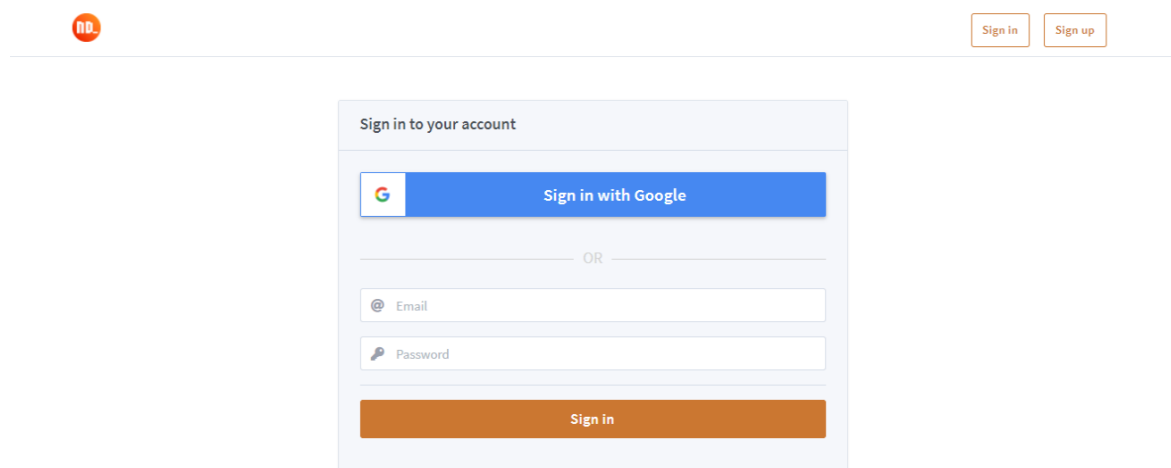 ND_
Sign in
Sign up
Sign in to your account
G
Sign in with Google
OR
@ Email
Password
Sign in